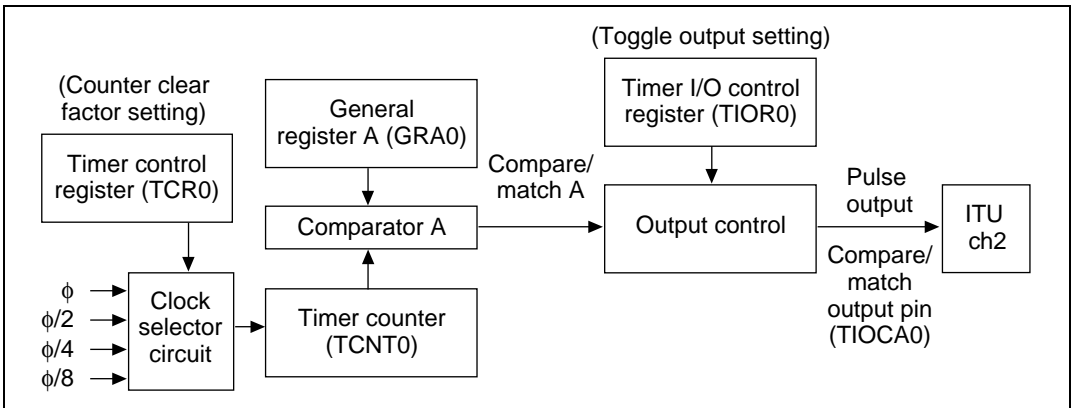 (Counter clear
factor setting)
Timer control
register (TCR0)
ϕ
ϕ/2
ϕ/4
ϕ/8
Clock
selector
circuit
General
register A (GRA0)
Comparator A
Timer counter
(TCNT0)
Compare/
match A
(Toggle output setting)
Timer I/O control
register (TIOR0)
Output control
Pulse
output
Compare/
match
output pin
(TIOCA0)
ITU
ch2